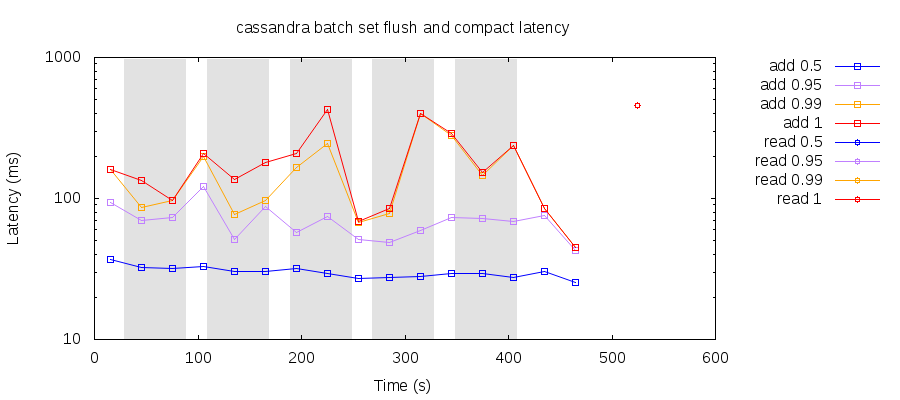 cassandra batch set flush and compact latency
1000
100
10
Latency (ms)
0 100 200 300 400 500 600
Time (s)
add 0.5
add 0.95
add 0.99
add 1
read 0.5
read 0.95
read 0.99
read 1